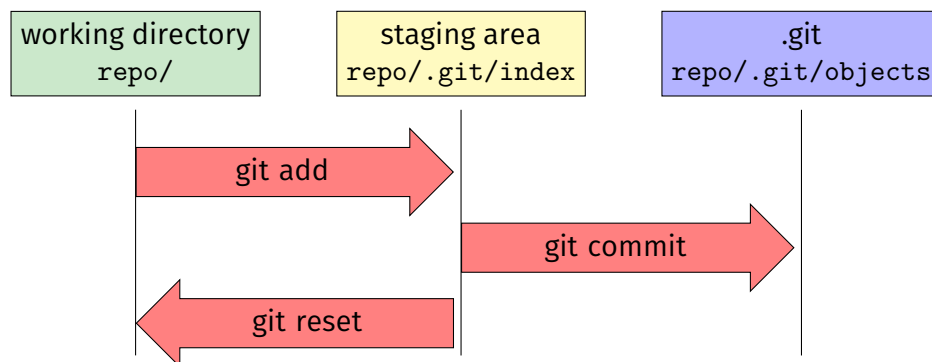 working directory
repo/
staging area
repo/.git/index
.git
repo/.git/objects
git add
git commit
git reset